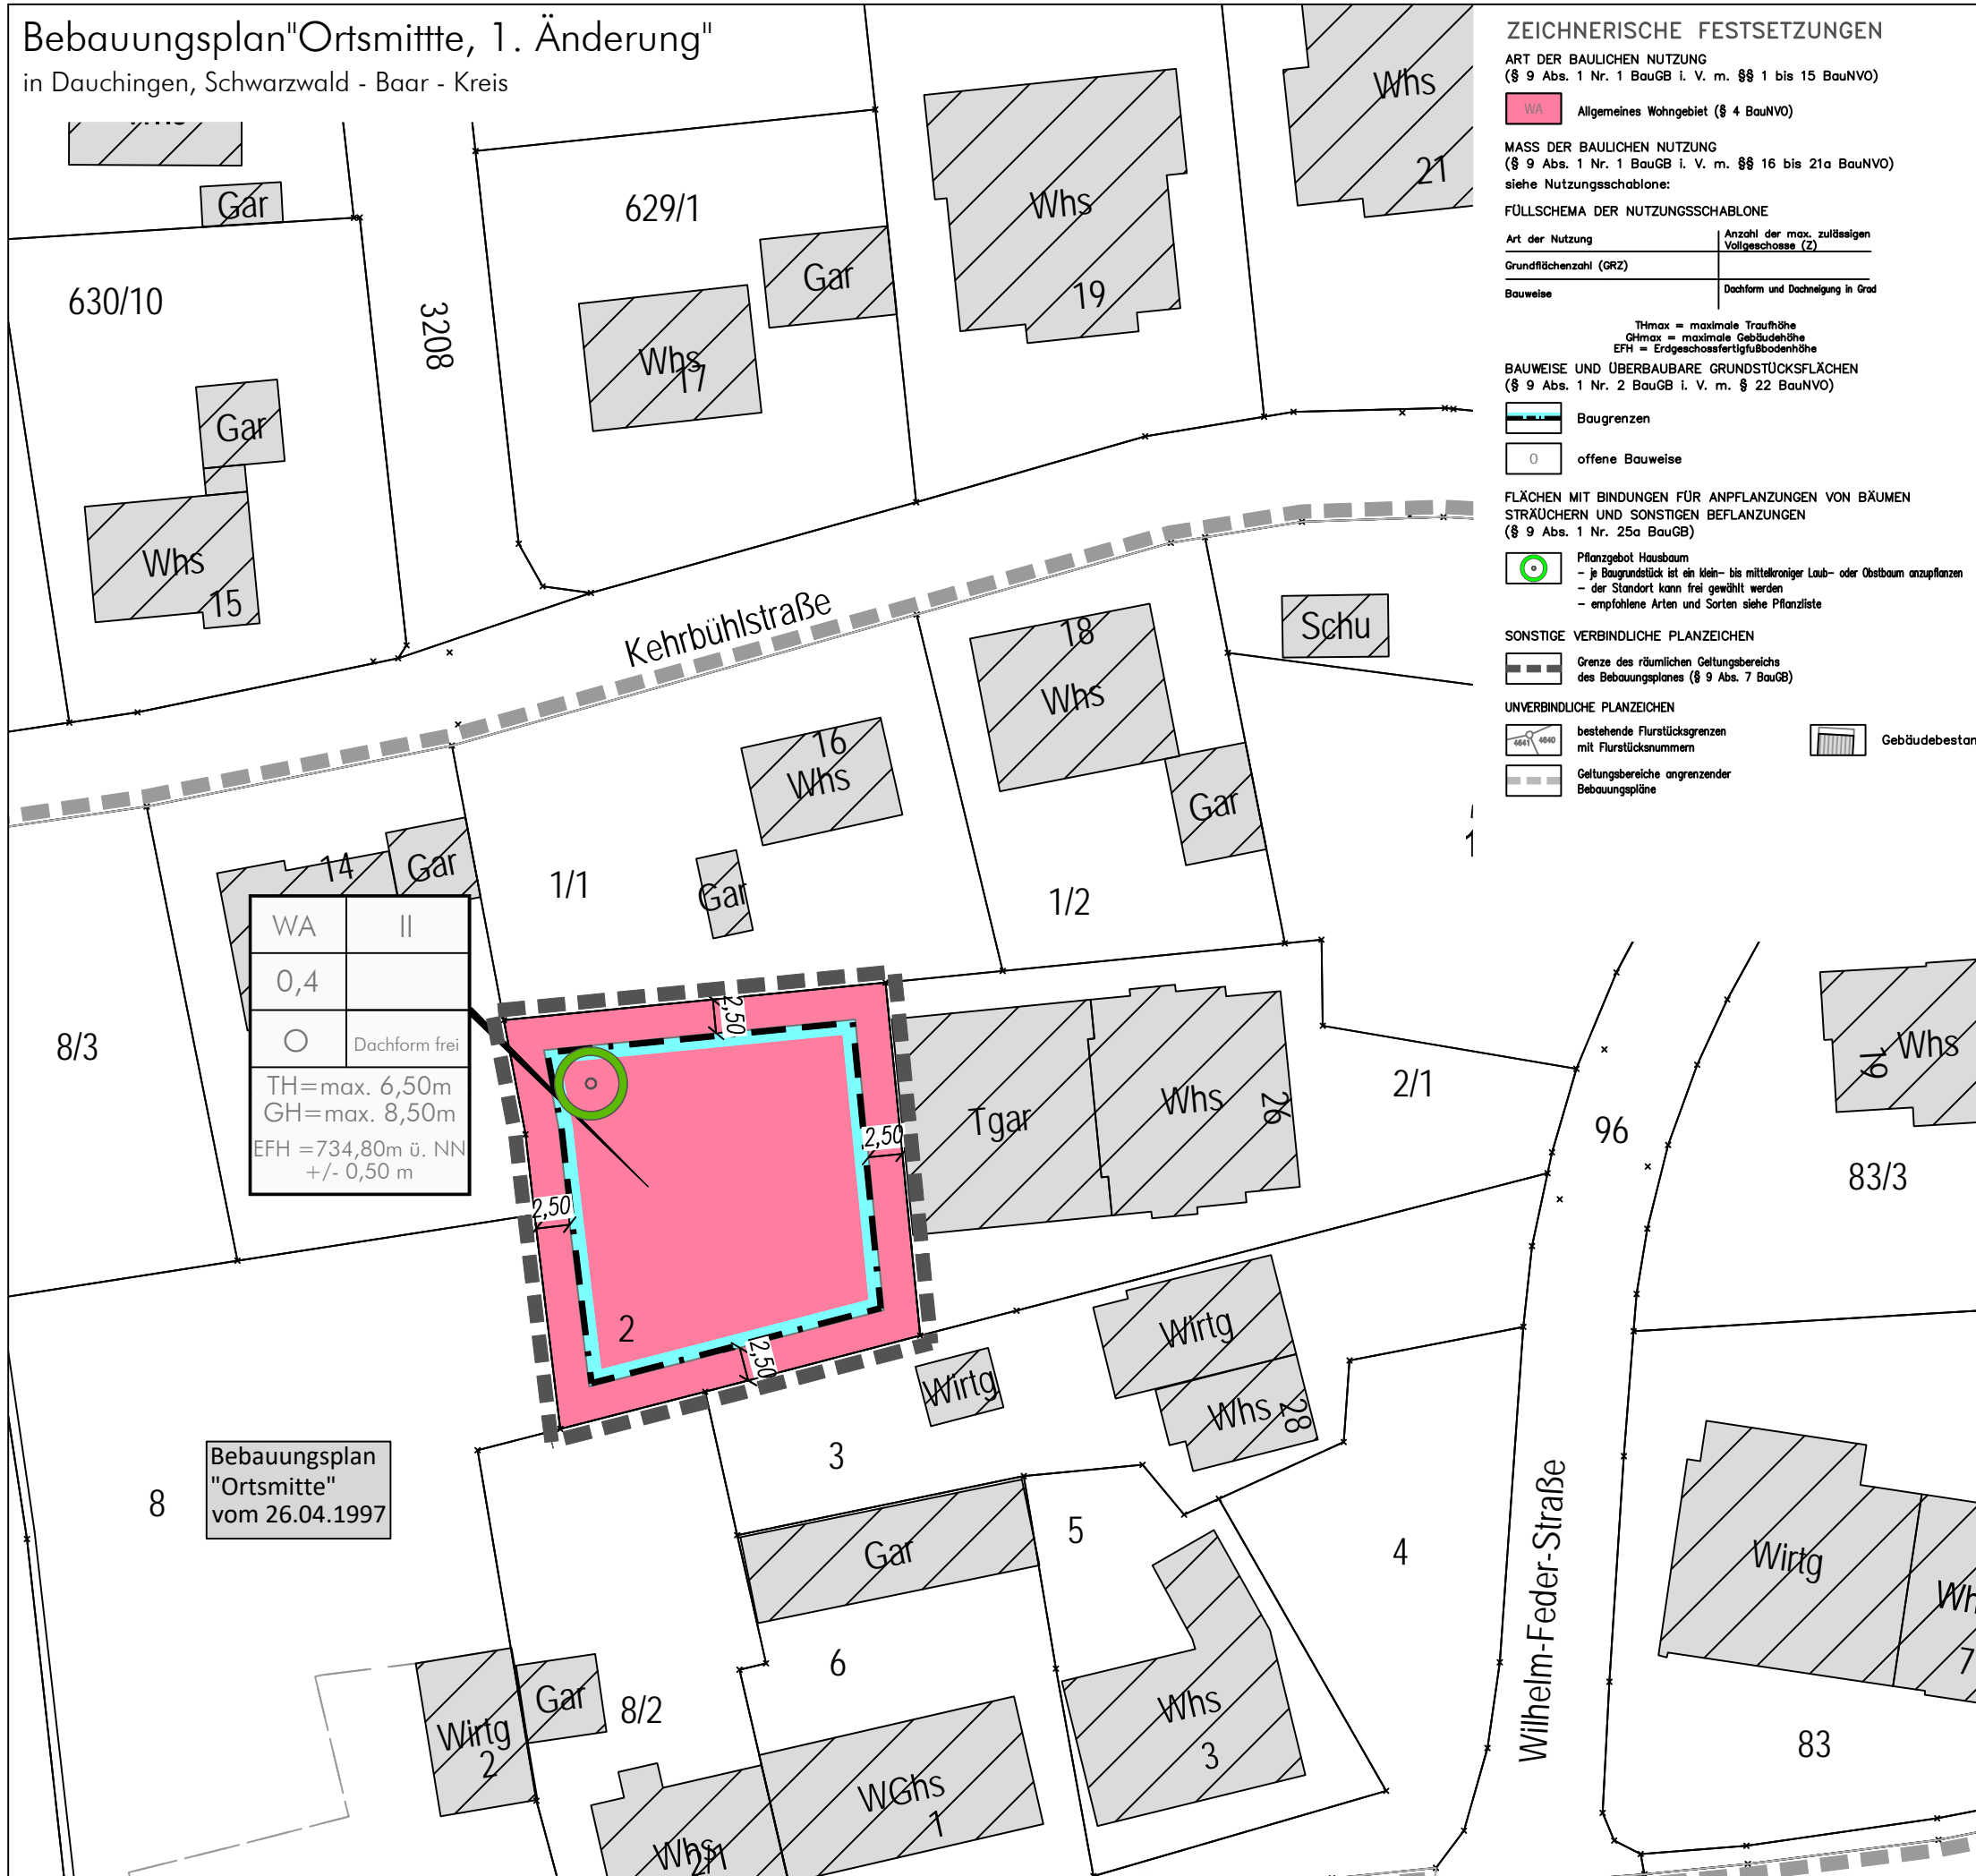 Bebauungsplan"Ortsmittte, 1. Änderung"
in Dauchingen, Schwarzwald - Baar - Kreis
ZEICHNERISCHE FESTSETZUNGEN
ART DER BAULICHEN NUTZUNG
(§ 9 Abs. 1 Nr. 1 BauGB i. V. m. §§ 1 bis 15 BauNVO)
WA
Allgemeines Wohngebiet (§ 4 BauNVO)
MASS DER BAULICHEN NUTZUNG
(§ 9 Abs. 1 Nr. 1 BauGB i. V. m. §§ 16 bis 21a BauNVO)
siehe Nutzungsschablone:
FÜLLSCHEMA DER NUTZUNGSSCHABLONE
Art der Nutzung
Anzahl der max. zulässigen
Vollgeschosse (Z)
Grundflächenzahl (GRZ)
Bauweise
Dachform und Dachneigung in Grad
THmax = maximale Traufhöhe
GHmax = maximale Gebäudehöhe
EFH = Erdgeschossfertigfußbodenhöhe
BAUWEISE UND ÜBERBAUBARE GRUNDSTÜCKSFLÄCHEN
(§ 9 Abs. 1 Nr. 2 BauGB i. V. m. § 22 BauNVO)
Baugrenzen
O
offene Bauweise
FLÄCHEN MIT BINDUNGEN FÜR ANPFLANZUNGEN VON BÄUMEN
STRÄUCHERN UND SONSTIGEN BEFLANZUNGEN
(§ 9 Abs. 1 Nr. 25a BauGB)
Pflanzgebot Hausbaum
- je Baugrundstück ist ein klein- bis mittelkroniger Laub- oder Obstbaum anzupflanzen
- der Standort kann frei gewählt werden
- empfohlene Arten und Sorten siehe Pflanzliste
SONSTIGE VERBINDLICHE PLANZEICHEN
Grenze des räumlichen Geltungsbereichs
des Bebauungsplanes (§ 9 Abs. 7 BauGB)
UNVERBINDLICHE PLANZEICHEN
4641 4640
bestehende Flurstücksgrenzen
mit Flurstücksnummern
Gebäudebestan
Geltungsbereiche angrenzender
Bebauungspläne
Gar
629/1
Whs
19
Whs
21
630/10
3208
Gar
Whs
17
Gar
Whs
15
Kehrbühlstraße
18
Whs
Schu
16
Whs
Gar
14
Gar
1/1
Gar
1/2
1
WA
II
0,4
O
Dachform frei
TH=max. 6,50m
GH=max. 8,50m
EFH =734,80m ü. NN
+/- 0,50 m
8/3
2,50
2,50
2,50
2,50
2
Tgar
Whs
26
2/1
96
Whs
19
83/3
Wirtg
Wirtg
Whs
28
3
Bebauungsplan
"Ortsmitte"
vom 26.04.1997
8
Gar
5
4
Wilhelm-Feder-Straße
Wirtg
Wh
7
6
Gar
8/2
Wirtg
2
Whs
3
WGhs
1
Whs
2/1
83